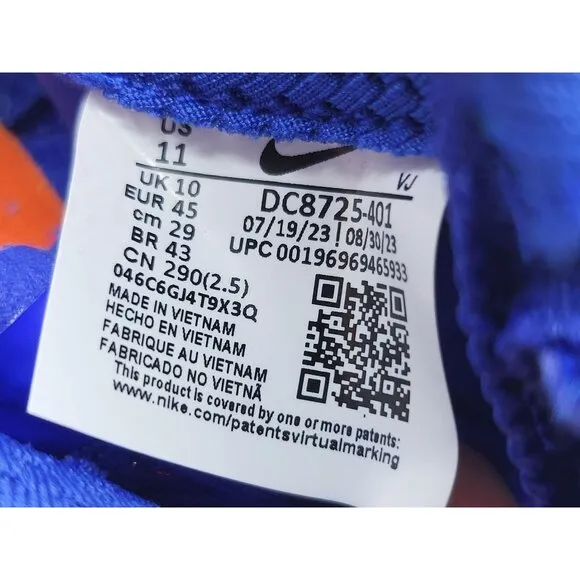 US
11
UK 10
EUR 45
cm 29
BR 43
CN 290(2.5)
046C6GJ4T9X3Q
VJ
DC8725-401
07/19/23 | 08/30/23
UPC 00196969465933
MADE IN VIETNAM
HECHO EN VIETNAM
FABRIQUE AU VIETNAM
FABRICADO NO VIETNÃ
This product is covered by one or more patents:
www.nike.com/patentsvirtualmarking